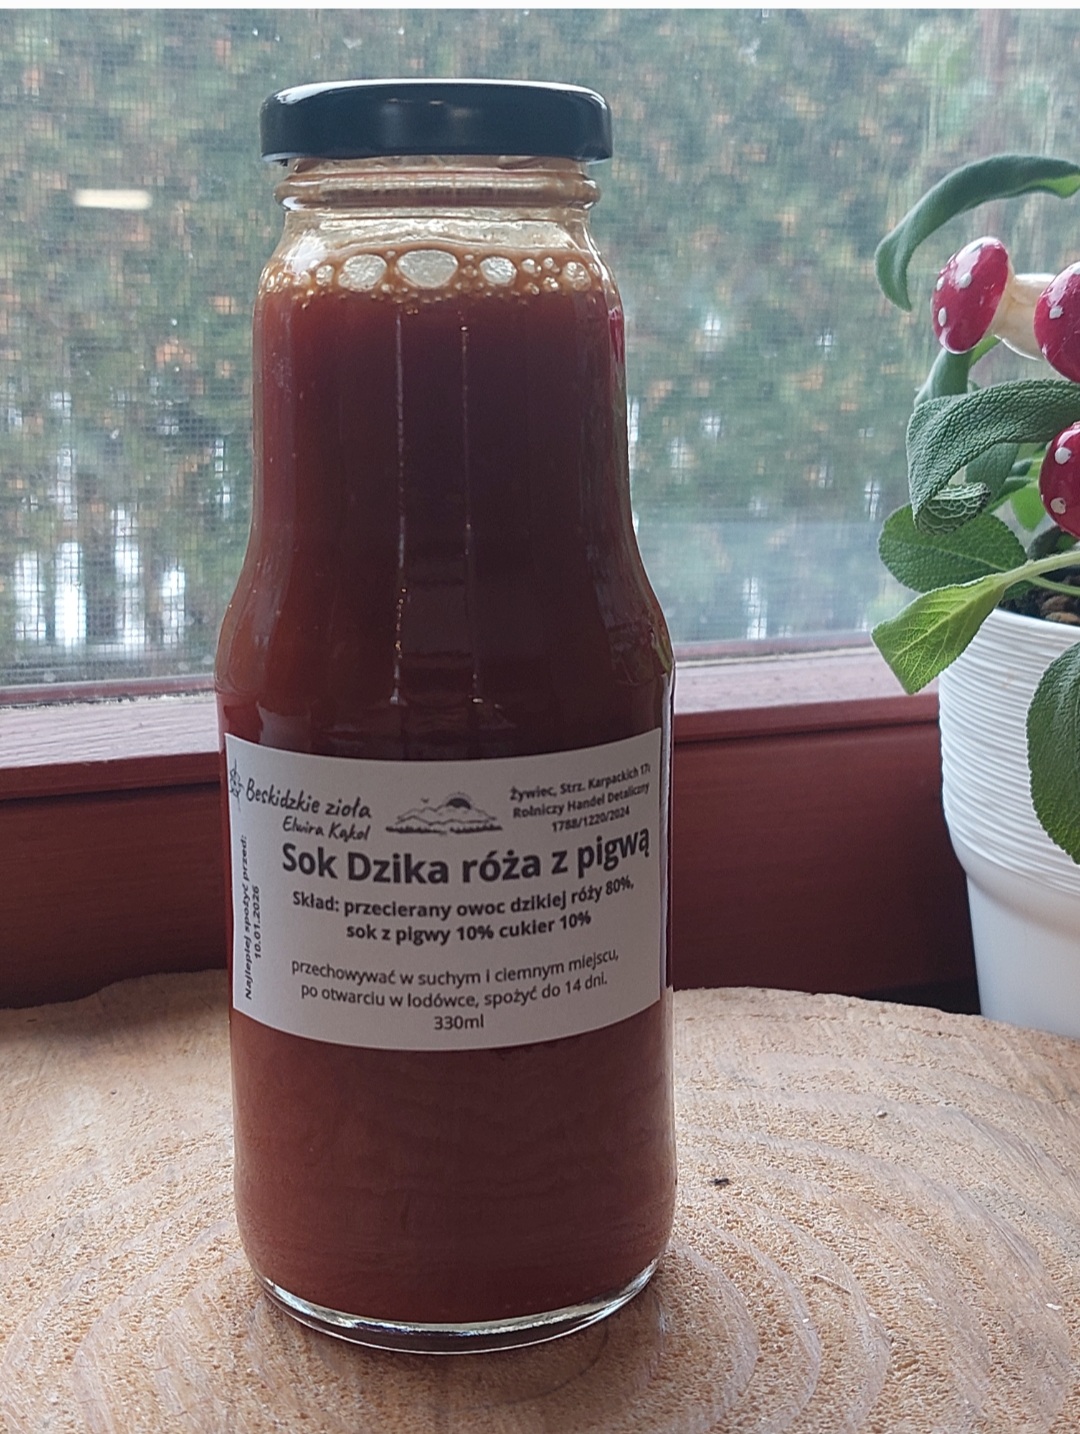 Beskidzkie zioła
Elwira Kąkol
Żywiec, Strz. Karpackich
Rolniczy Handel Detaliczny
1788/1220/2024
Sok Dzika róża z pigwą
Skład: przecierany owoc dzikiej róży 80%,
sok z pigwy 10% cukier 10%
przechowywać w suchym i ciemnym miejscu,
po otwarciu w lodówce, spożyć do 14 dni.
330ml
Najlepiej spożyć przed:
10.01.2026